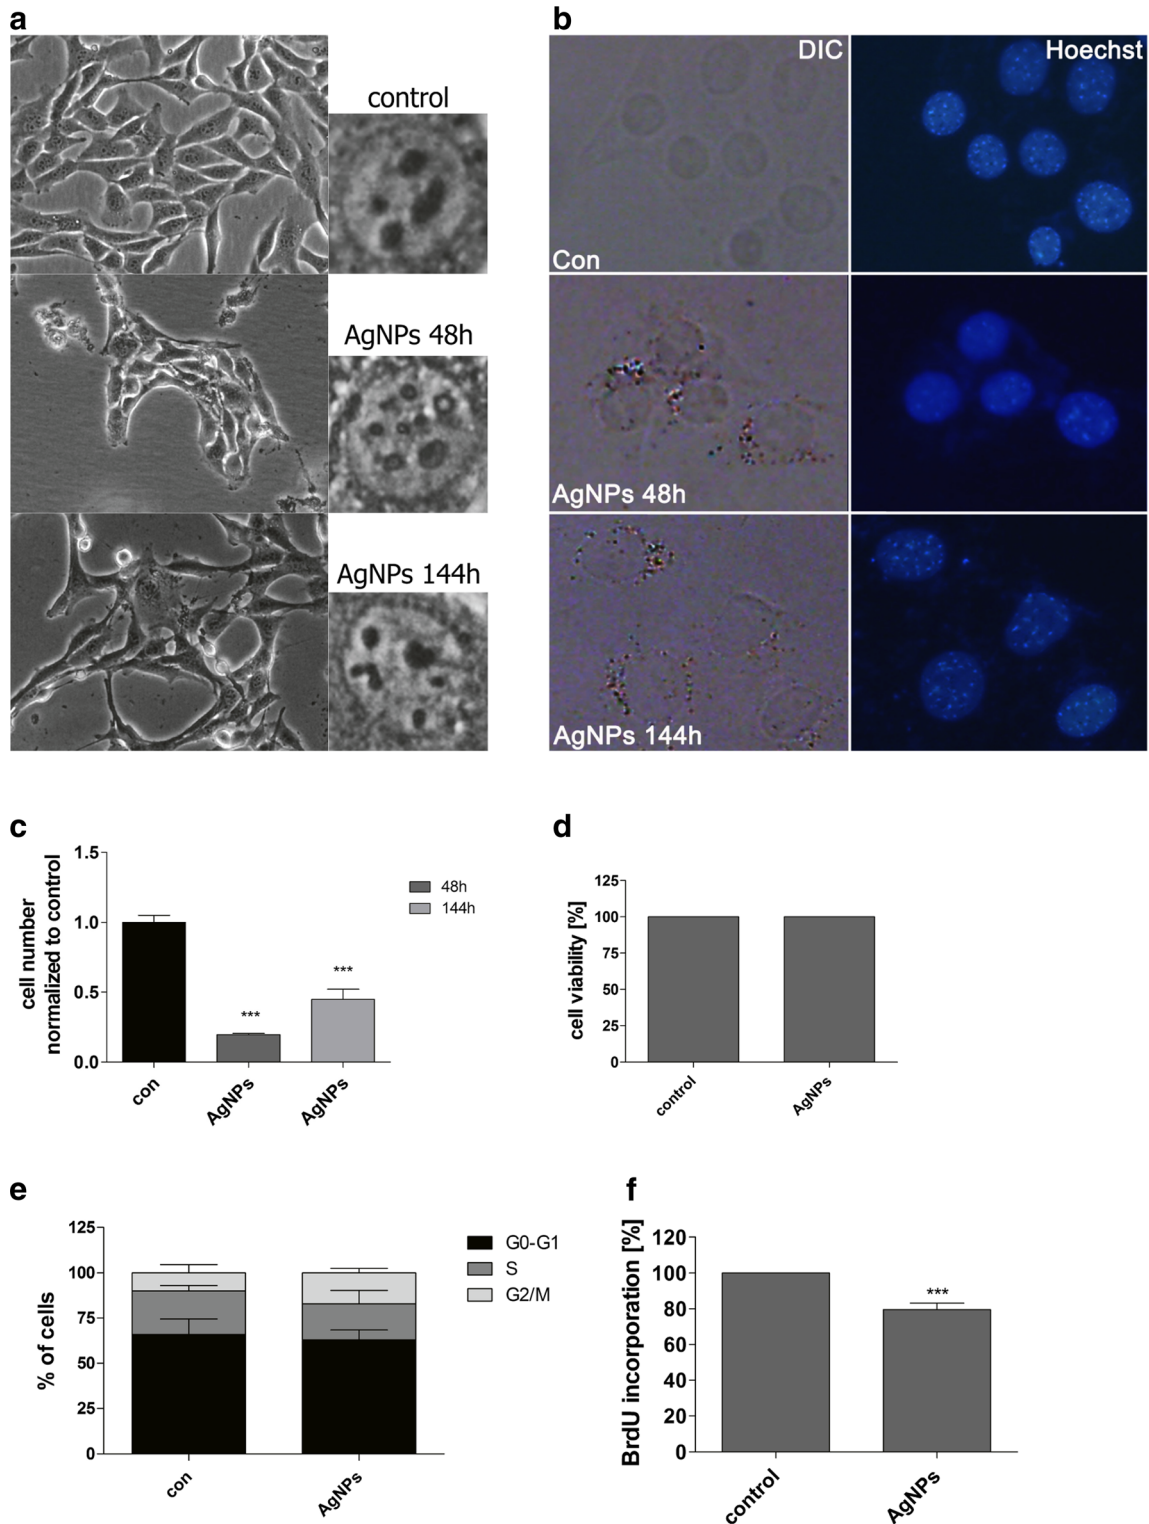 a
control
AgNPs 48h
AgNPs 144h
b
DIC
Hoechst
Con
AgNPs 48h
AgNPs 144h
c
cell number
normalized to control
1.5
1.0
0.5
0.0
***
***
con
AgNPs
AgNPs
48h
144h
d
cell viability [%]
125
100
75
50
25
0
control
AgNPs
e
% of cells
125
100
75
50
25
0
con
AgNPs
G0-G1
S
G2/M
f
BrdU incorporation [%]
120
100
80
60
40
20
0
***
control
AgNPs